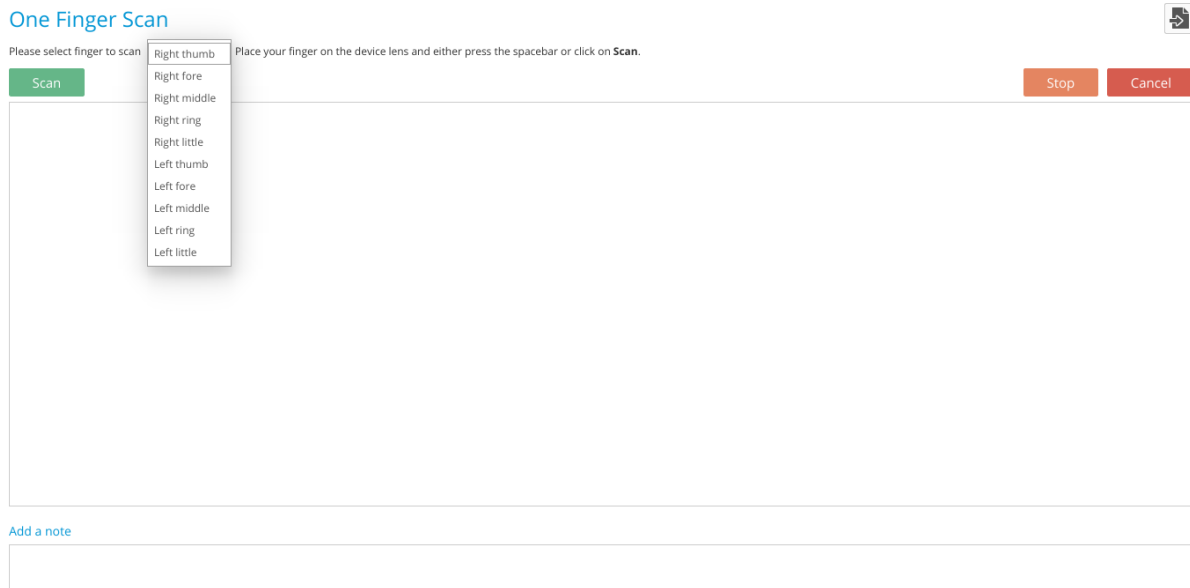 One Finger Scan
Please select finger to scan Right thumb Place your finger on the device lens and either press the spacebar or click on Scan.
Right fore
Right middle
Right ring
Right little
Left thumb
Left fore
Left middle
Left ring
Left little
Scan
Stop
Cancel
Add a note